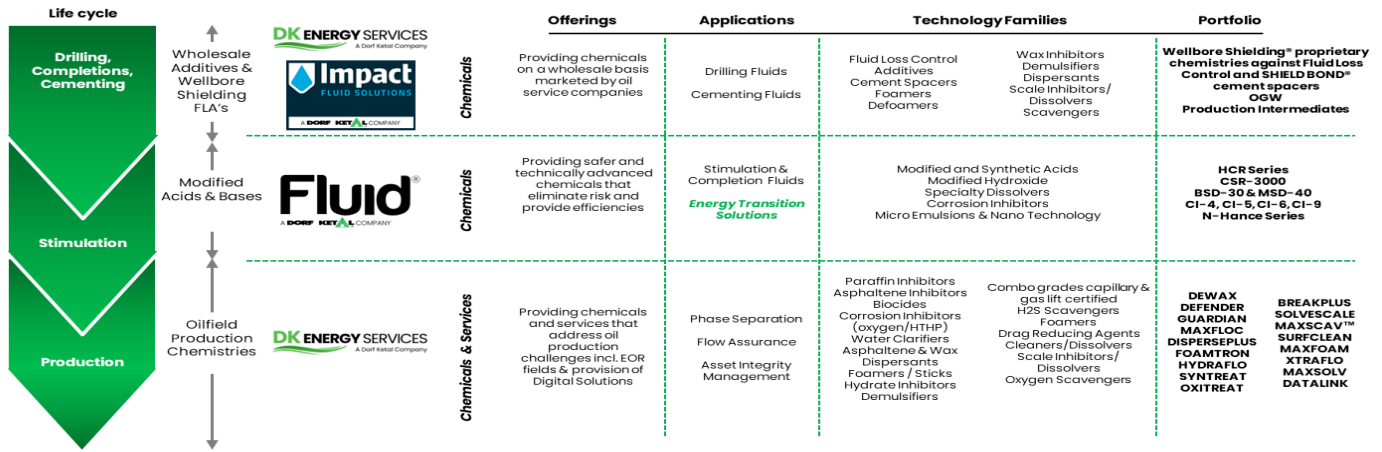 Life cycle
Offerings
Applications
Technology Families
Portfolio
Drilling,
Completions,
Cementing
Wholesale
Additives &
Wellbore
Shielding
FLA's
DK ENERGY SERVICES
A Dorf Ketal Company
Impact
FLUID SOLUTIONS
A DORF KETAL COMPANY
Chemicals
Providing chemicals
on a wholesale basis
marketed by oil
service companies
Drilling Fluids
Cementing Fluids
Fluid Loss Control
Additives
Cement Spacers
Foamers
Defoamers
Wax Inhibitors
Demulsifiers
Dispersants
Scale Inhibitors/
Dissolvers
Scavengers
Wellbore Shielding® proprietary
chemistries against Fluid Loss
Control and SHIELD BOND®
cement spacers
OGW
Production Intermediates
Stimulation
Modified
Acids & Bases
Fluid®
A DORF KETAL COMPANY
Chemicals
Providing safer and
technically advanced
chemicals that
eliminate risk and
provide efficiencies
Stimulation &
Completion Fluids
Energy Transition
Solutions
Modified and Synthetic Acids
Modified Hydroxide
Specialty Dissolvers
Corrosion Inhibitors
Micro Emulsions & Nano Technology
HCR Series
CSR-3000
BSD-30 & MSD-40
CI-4, CI-5, CI-6, CI-9
N-Hance Series
Production
Oilfield
Production
Chemistries
DK ENERGY SERVICES
A Dorf Ketal Company
Chemicals & Services
Providing chemicals
and services that
address oil
production
challenges incl. EOR
fields & provision of
Digital Solutions
Phase Separation
Flow Assurance
Asset Integrity
Management
Paraffin Inhibitors
Asphaltene Inhibitors
Biocides
Corrosion Inhibitors
(oxygen/HTHP)
Water Clarifiers
Asphaltene & Wax
Dispersants
Foamers / Sticks
Hydrate Inhibitors
Demulsifiers
Combo grades capillary &
gas lift certified
H2S Scavengers
Foamers
Drag Reducing Agents
Cleaners/Dissolvers
Scale Inhibitors/
Dissolvers
Oxygen Scavengers
DEWAX
DEFENDER
GUARDIAN
MAXFLOC
DISPERSEPLUS
FOAMTRON
HYDRAFLO
SYNTREAT
OXITREAT
BREAKPLUS
SOLVESCALE
MAXSCAV™
SURFCLEAN
MAXFOAM
XTRAFLO
MAXSOLV
DATALINK